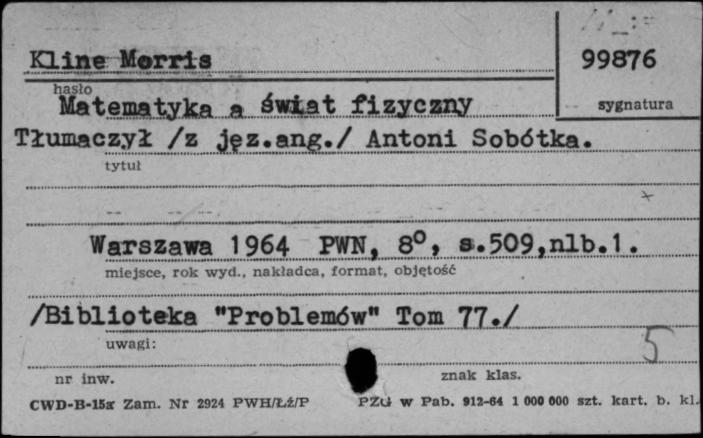 Kline Morris
99876
hasło
sygnatura
Matematyka a świat fizyczny
Tłumaczył /z jęz.ang./ Antoni Sobótka.
tytuł
Warszawa 1964 PWN, 8°, s.509,nlb.1.
miejsce, rok wyd., nakładca, format, objętość
/Biblioteka "Problemów" Tom 77./
uwagi:
5
nr inw.
znak klas.
CWD-B-15a Zam. Nr 2924 PWH/Łź/P PZG w Pab. 912-64 1 000 000 szt. kart. b. kl.